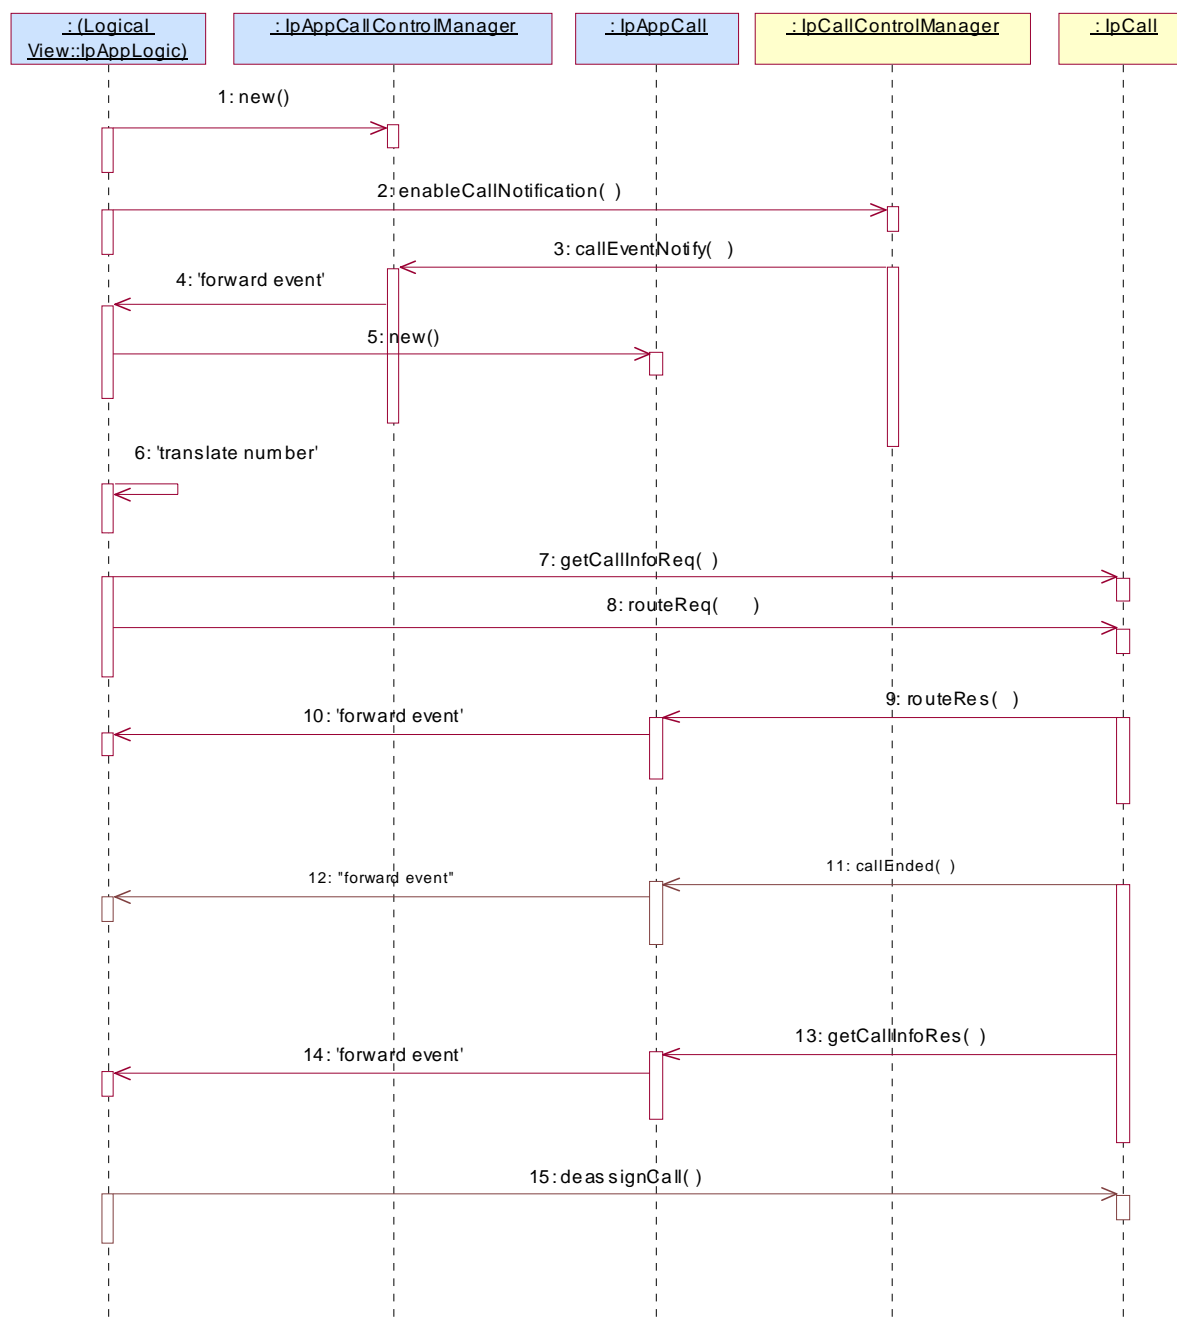 : (Logical
View::IpAppLogic)
: IpAppCallControlManager
: IpAppCall
: IpCallControlManager
: IpCall
1: new()
2: enableCallNotification( )
3: callEventNotify( )
4: 'forward event'
5: new()
6: 'translate number'
7: getCallInfoReq( )
8: routeReq( )
9: routeRes( )
10: 'forward event'
11: callEnded( )
12: "forward event"
13: getCallInfoRes( )
14: 'forward event'
15: deassignCall( )